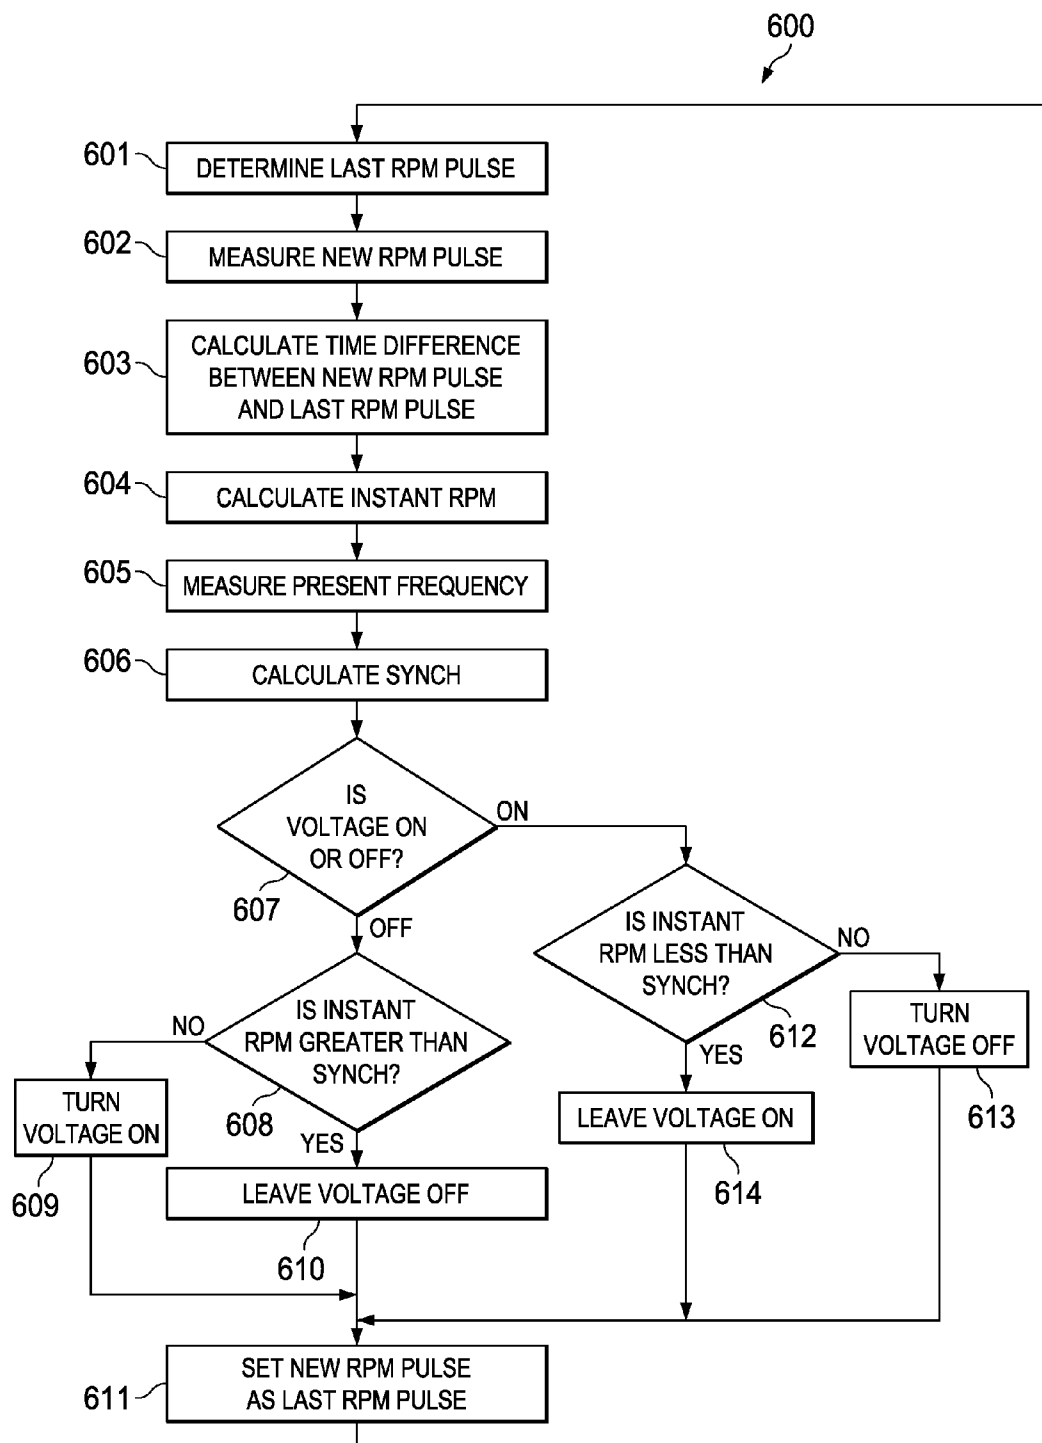 600
601
DETERMINE LAST RPM PULSE
602
MEASURE NEW RPM PULSE
603
CALCULATE TIME DIFFERENCE
BETWEEN NEW RPM PULSE
AND LAST RPM PULSE
604
CALCULATE INSTANT RPM
605
MEASURE PRESENT FREQUENCY
606
CALCULATE SYNCH
IS
VOLTAGE ON
OR OFF?
607
ON
OFF
IS INSTANT
RPM LESS THAN
SYNCH?
612
NO
YES
TURN
VOLTAGE OFF
613
IS INSTANT
RPM GREATER THAN
SYNCH?
608
NO
YES
TURN
VOLTAGE ON
609
LEAVE VOLTAGE ON
614
LEAVE VOLTAGE OFF
610
SET NEW RPM PULSE
AS LAST RPM PULSE
611